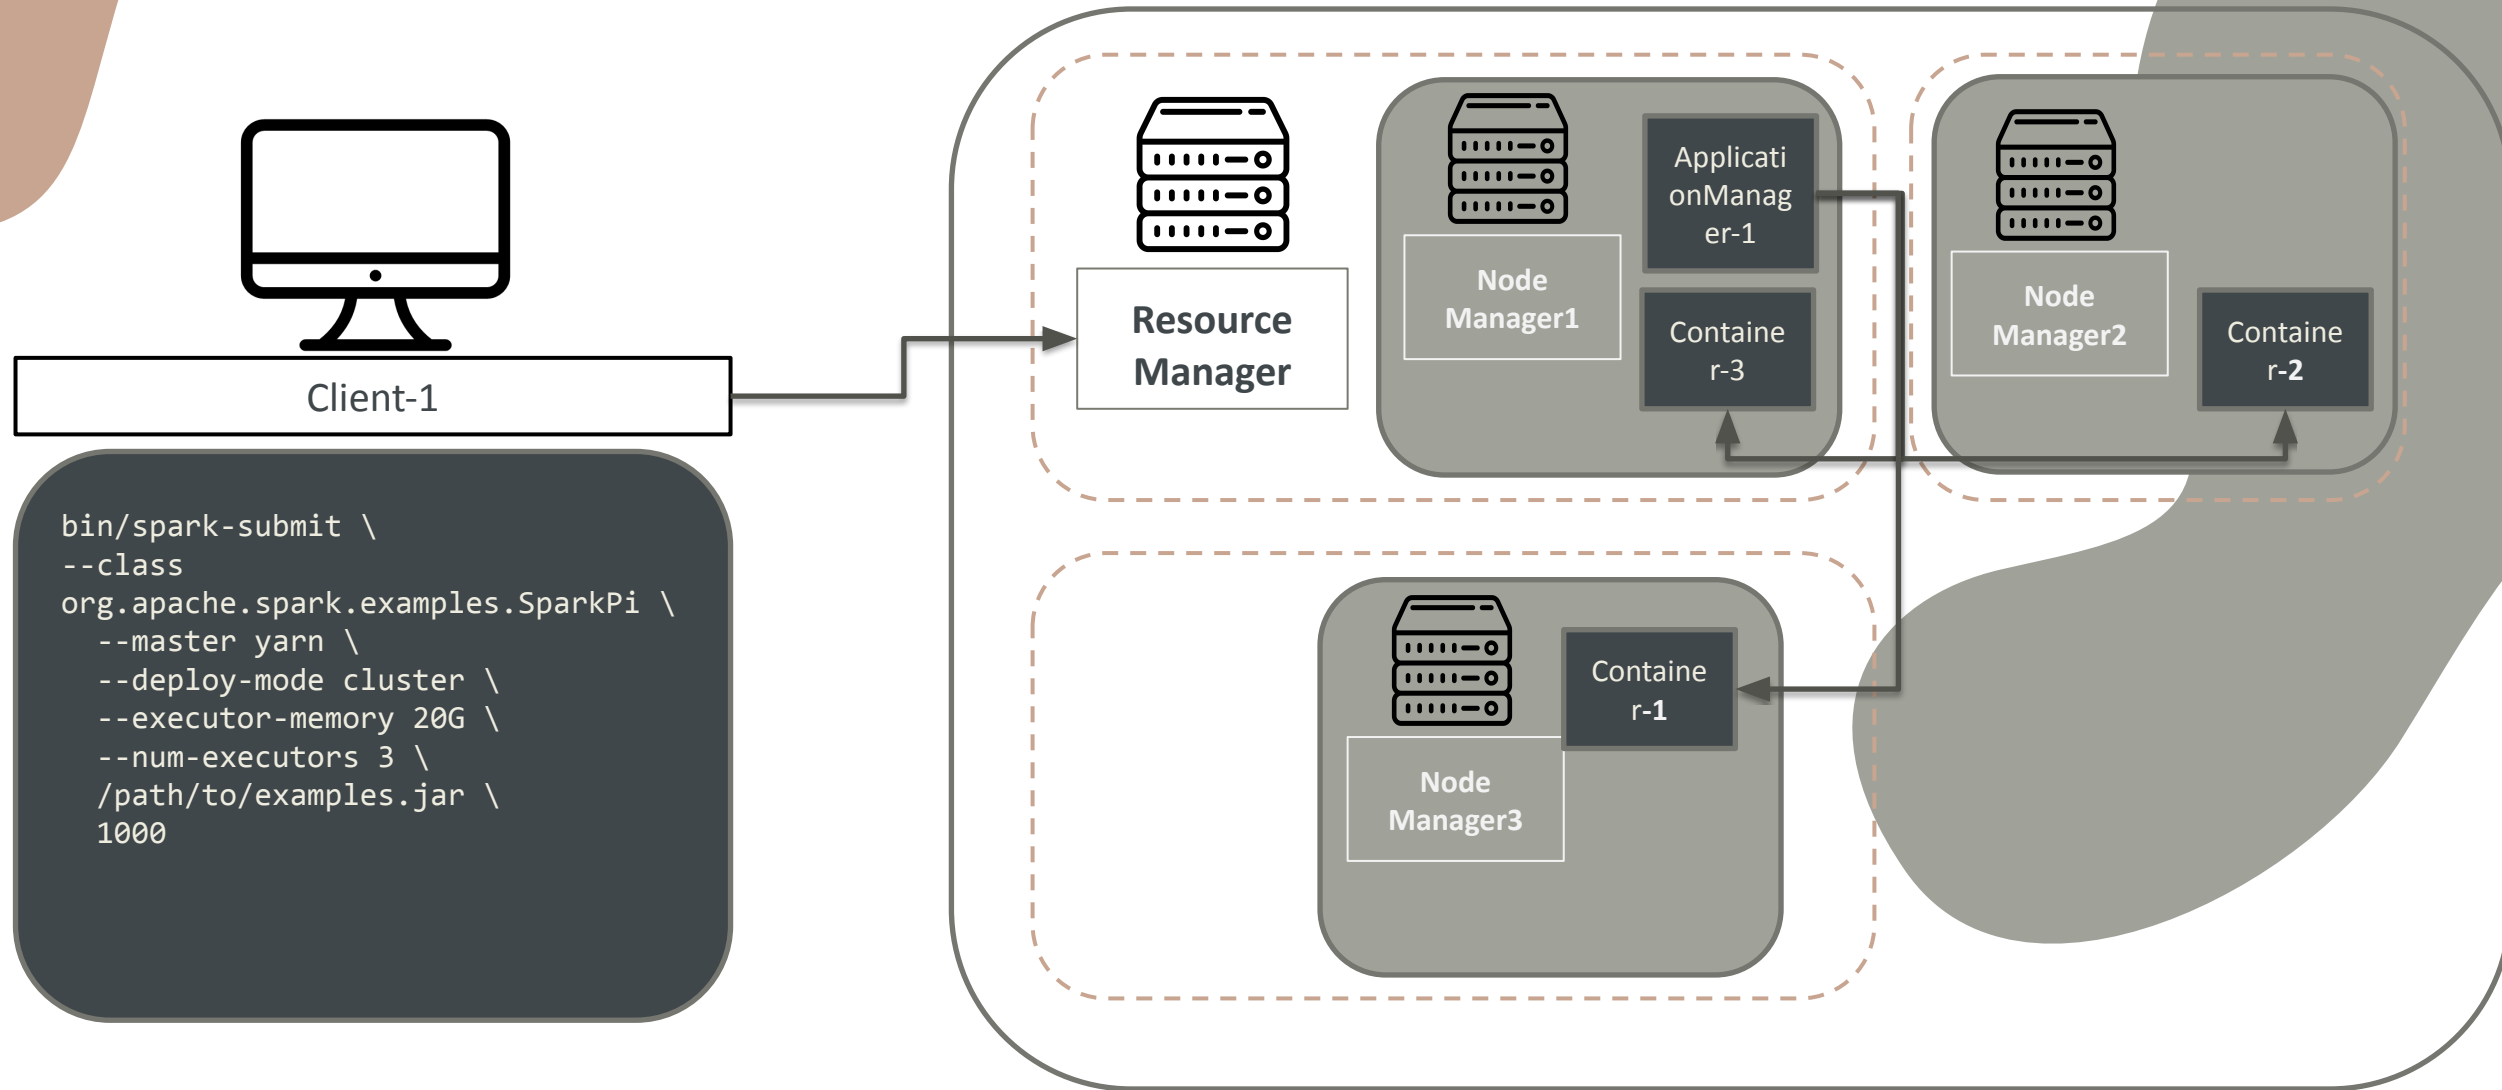 Client-1
bin/spark-submit \
--class
org.apache.spark.examples.SparkPi \
--master yarn \
--deploy-mode cluster \
--executor-memory 20G \
--num-executors 3 \
/path/to/examples.jar \
1000
Resource
Manager
Node
Manager1
Applicati
onManag
er-1
Containe
r-3
Node
Manager2
Containe
r-2
Node
Manager3
Containe
r-1